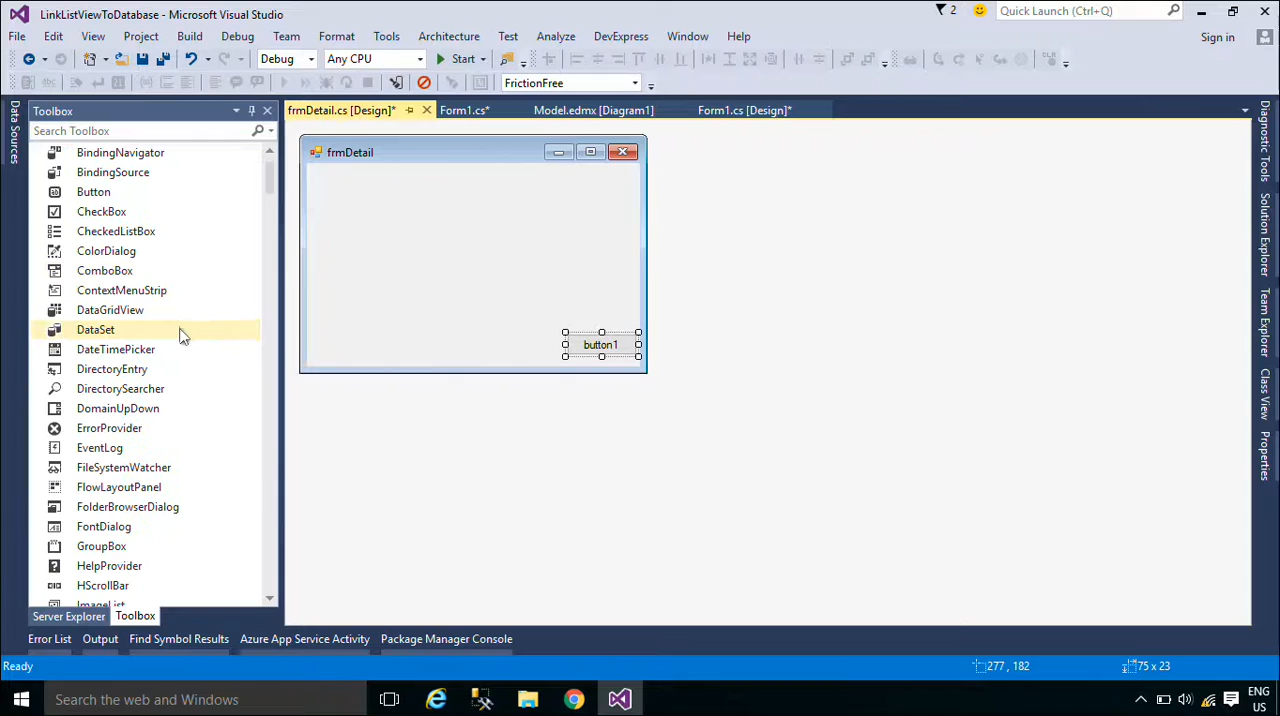 LinkListViewToDatabase - Microsoft Visual Studio
2
Quick Launch (Ctrl+Q)
File Edit View Project Build Debug Team Format Tools Architecture Test Analyze DevExpress Window Help
Sign in
Debug Any CPU Start
FrictionFree
Data Sources
Toolbox
Search Toolbox
BindingNavigator
BindingSource
Button
CheckBox
CheckedListBox
ColorDialog
ComboBox
ContextMenuStrip
DataGridView
DataSet
DateTimePicker
DirectoryEntry
DirectorySearcher
DomainUpDown
ErrorProvider
EventLog
FileSystemWatcher
FlowLayoutPanel
FolderBrowserDialog
FontDialog
GroupBox
HelpProvider
HScrollBar
ImageList
Server Explorer Toolbox
frmDetail.cs [Design]* Form1.cs* Model.edmx [Diagram1] Form1.cs [Design]*
frmDetail
button1
Diagnostic Tools
Solution Explorer
Team Explorer
Class View
Properties
Error List Output Find Symbol Results Azure App Service Activity Package Manager Console
Ready 277 , 182 75 x 23
Search the web and Windows
ENG
US